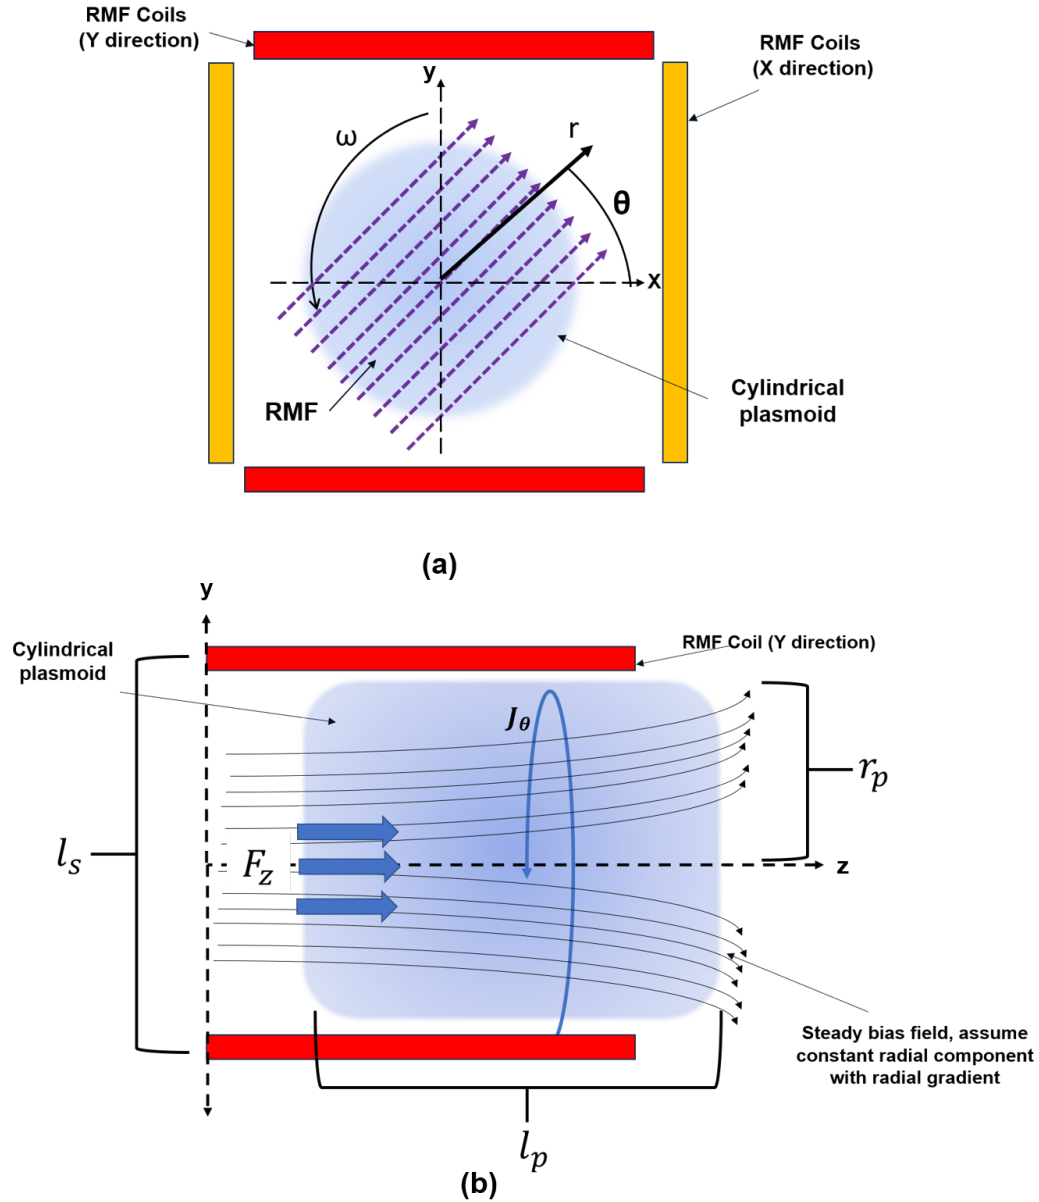 RMF Coils
(Y direction)
RMF Coils
(X direction)
y
ω
r
θ
x
RMF
Cylindrical
plasmoid
(a)
y
Cylindrical
plasmoid
RMF Coil (Y direction)
J_θ
r_p
l_s
F_z
z
Steady bias field, assume
constant radial component
with radial gradient
l_p
(b)